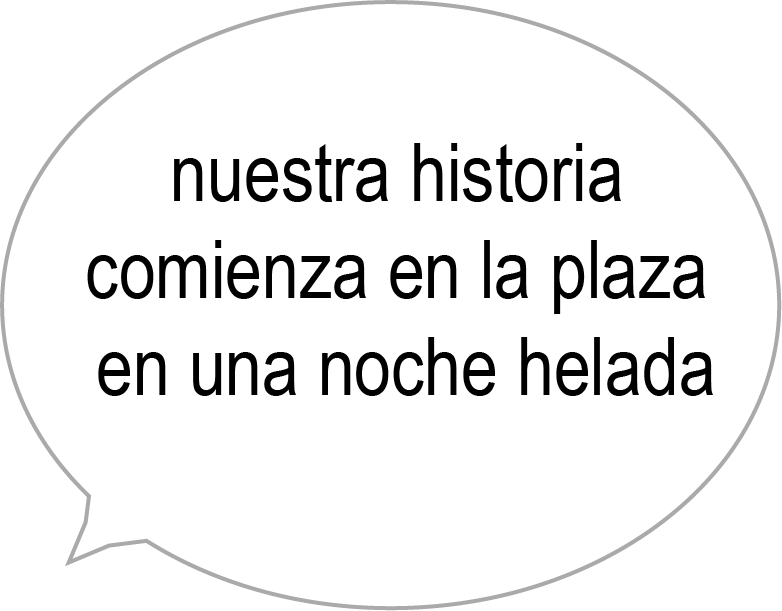 nuestra historia
comienza en la plaza
en una noche helada